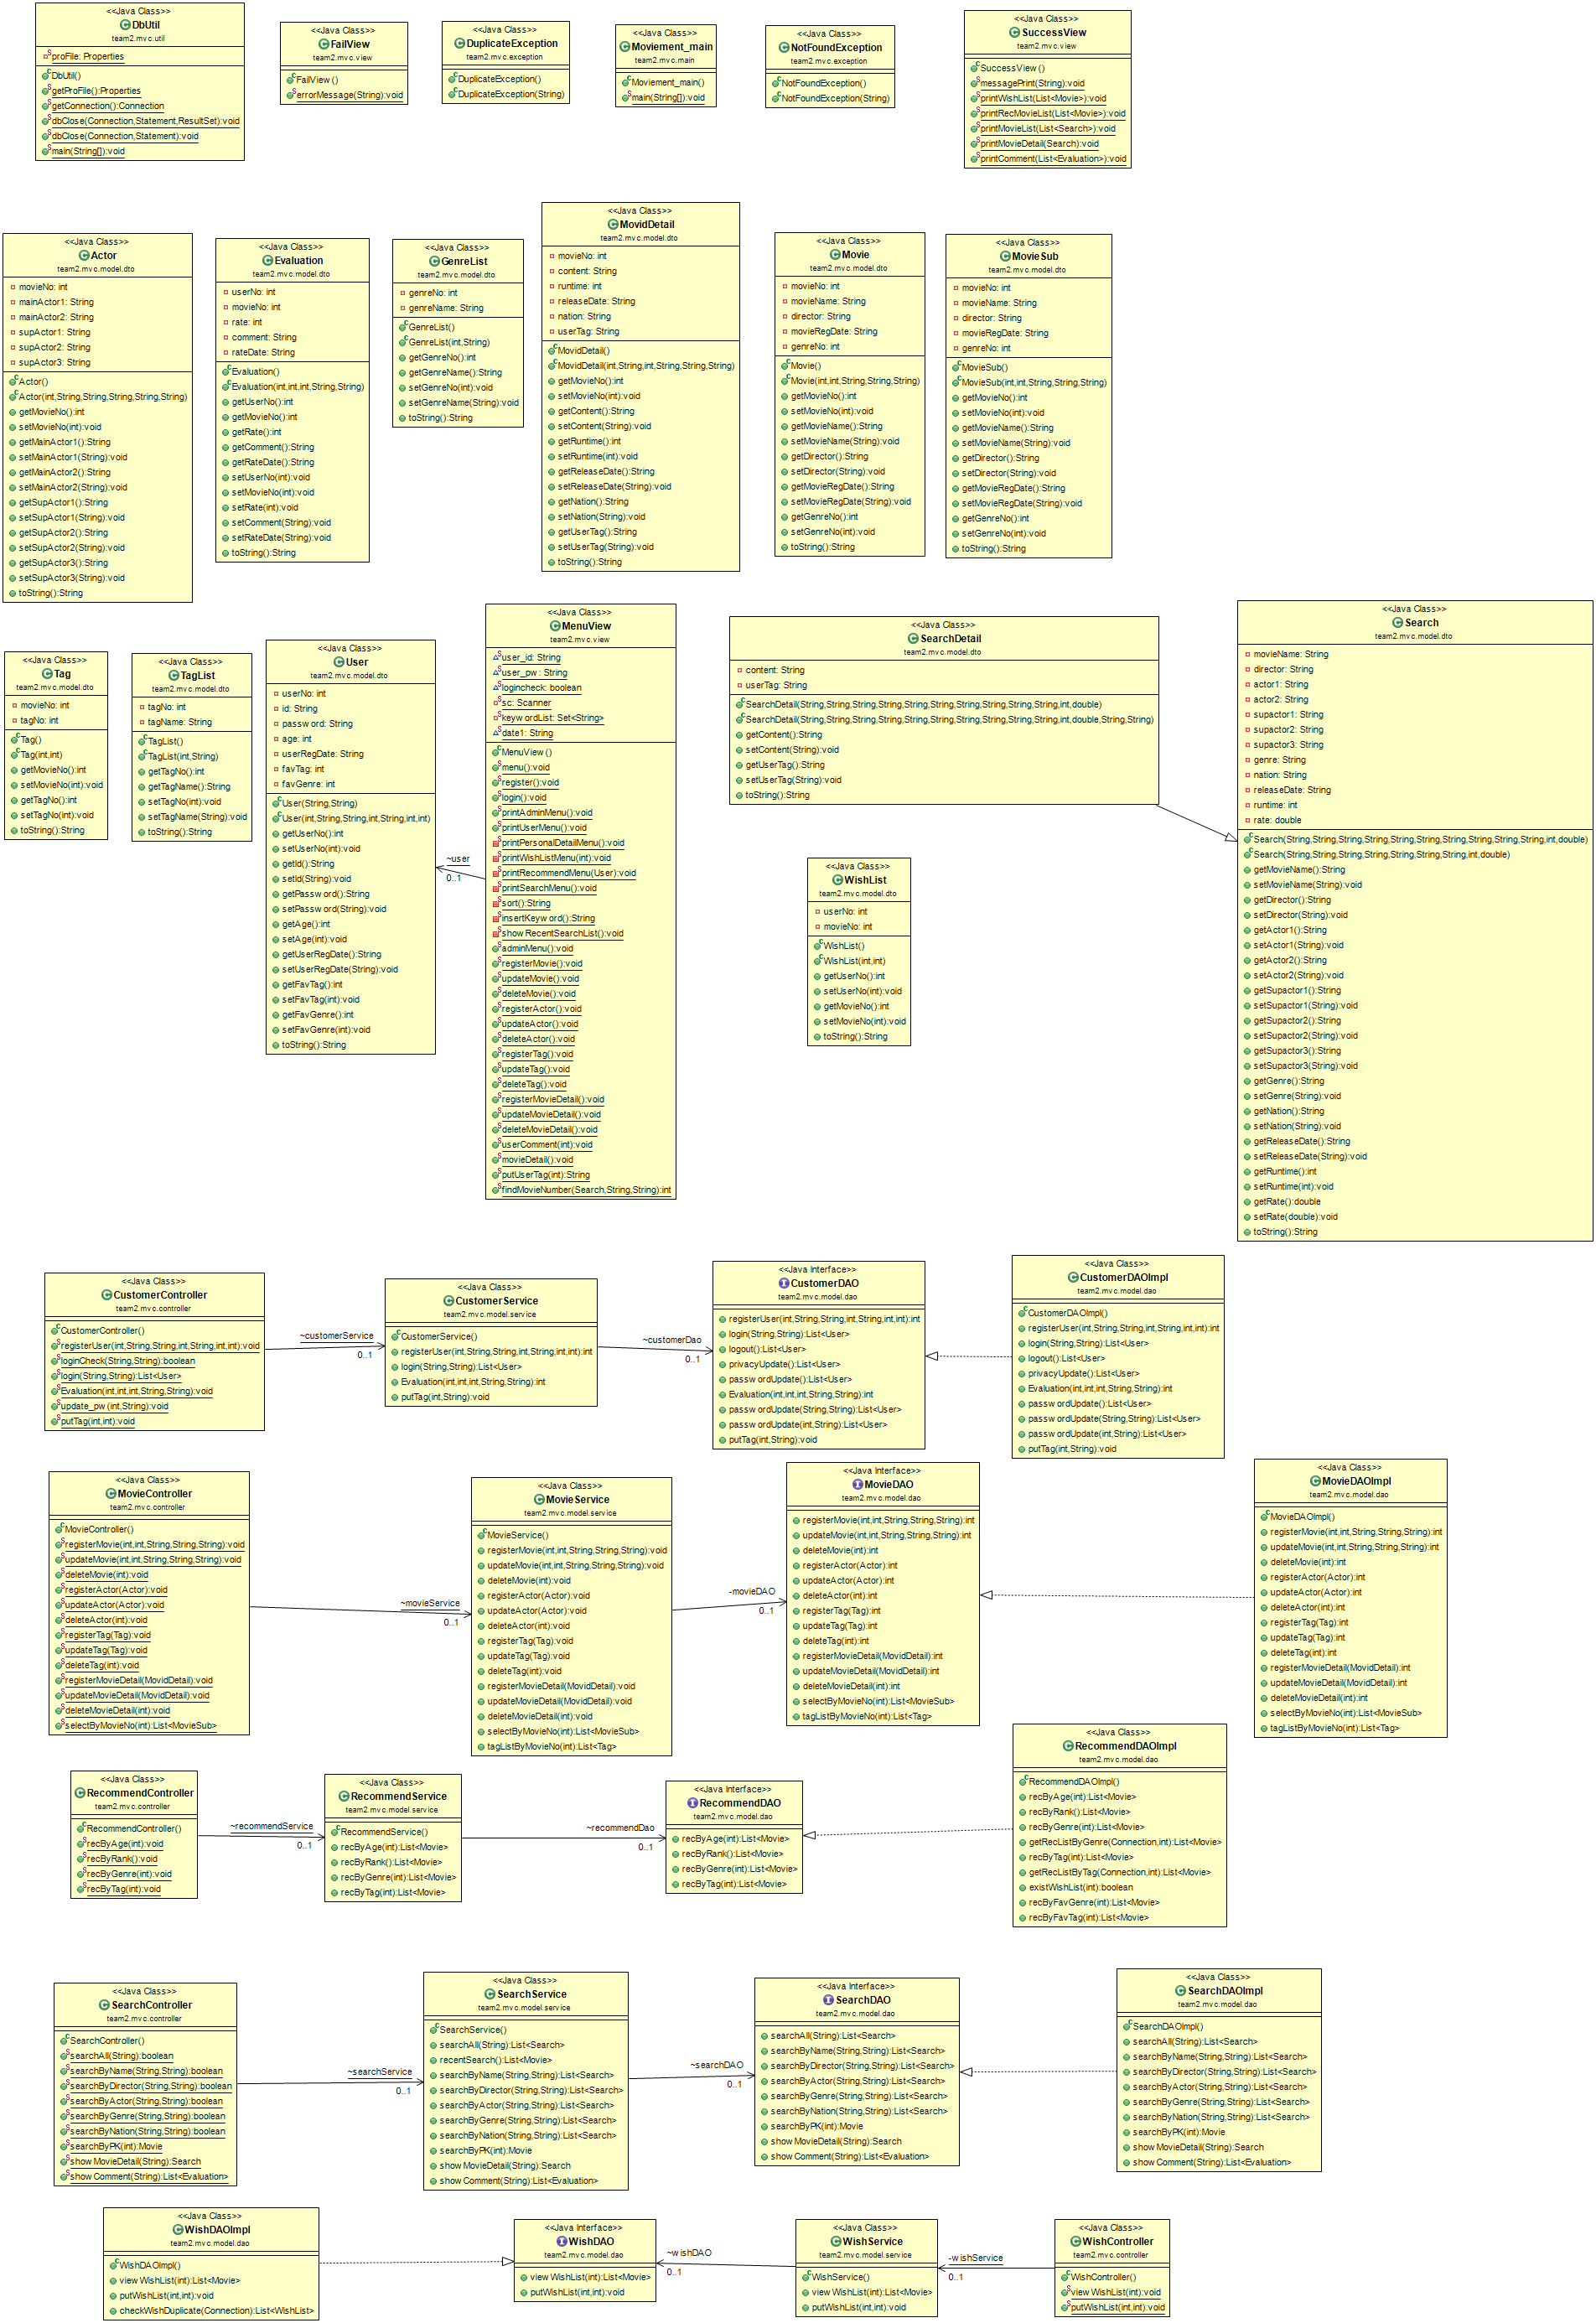 <<Java Class>>
DbUtil
team2.mvc.util
proFile: Properties
DbUtil()
getProFile():Properties
getConnection():Connection
dbClose(Connection,Statement,ResultSet):void
dbClose(Connection,Statement):void
main(String[]):void
<<Java Class>>
FailView
team2.mvc.view
FailView()
errorMessage(String):void
<<Java Class>>
DuplicateException
team2.mvc.exception
DuplicateException()
DuplicateException(String)
<<Java Class>>
Moviement_main
team2.mvc.main
Moviement_main()
main(String[]):void
<<Java Class>>
NotFoundException
team2.mvc.exception
NotFoundException()
NotFoundException(String)
<<Java Class>>
SuccessView
team2.mvc.view
SuccessView()
messagePrint(String):void
printWishList(List<Movie>):void
printRecMovieList(List<Movie>):void
printMovieList(List<Search>):void
printMovieDetail(Search):void
printComment(List<Evaluation>):void
<<Java Class>>
Actor
team2.mvc.model.dto
movieNo: int
mainActor1: String
mainActor2: String
supActor1: String
supActor2: String
supActor3: String
Actor()
Actor(int,String,String,String,String,String)
getMovieNo():int
setMovieNo(int):void
getMainActor1():String
setMainActor1(String):void
getMainActor2():String
setMainActor2(String):void
getSupActor1():String
setSupActor1(String):void
getSupActor2():String
setSupActor2(String):void
getSupActor3():String
setSupActor3(String):void
toString():String
<<Java Class>>
Evaluation
team2.mvc.model.dto
userNo: int
movieNo: int
rate: int
comment: String
rateDate: String
Evaluation()
Evaluation(int,int,int,String,String)
getUserNo():int
getMovieNo():int
getRate():int
getComment():String
getRateDate():String
setUserNo(int):void
setMovieNo(int):void
setRate(int):void
setComment(String):void
setRateDate(String):void
toString():String
<<Java Class>>
GenreList
team2.mvc.model.dto
genreNo: int
genreName: String
GenreList()
GenreList(int,String)
getGenreNo():int
getGenreName():String
setGenreNo(int):void
setGenreName(String):void
toString():String
<<Java Class>>
MovidDetail
team2.mvc.model.dto
movieNo: int
content: String
runtime: int
releaseDate: String
nation: String
userTag: String
MovidDetail()
MovidDetail(int,String,int,String,String,String)
getMovieNo():int
setMovieNo(int):void
getContent():String
setContent(String):void
getRuntime():int
setRuntime(int):void
getReleaseDate():String
setReleaseDate(String):void
getNation():String
setNation(String):void
getUserTag():String
setUserTag(String):void
toString():String
<<Java Class>>
Movie
team2.mvc.model.dto
movieNo: int
movieName: String
director: String
movieRegDate: String
genreNo: int
Movie()
Movie(int,int,String,String,String)
getMovieNo():int
setMovieNo(int):void
getMovieName():String
setMovieName(String):void
getDirector():String
setDirector(String):void
getMovieRegDate():String
setMovieRegDate(String):void
getGenreNo():int
setGenreNo(int):void
toString():String
<<Java Class>>
MovieSub
team2.mvc.model.dto
movieNo: int
movieName: String
director: String
movieRegDate: String
genreNo: int
MovieSub()
MovieSub(int,int,String,String,String)
getMovieNo():int
setMovieNo(int):void
getMovieName():String
setMovieName(String):void
getDirector():String
setDirector(String):void
getMovieRegDate():String
setMovieRegDate(String):void
getGenreNo():int
setGenreNo(int):void
toString():String
<<Java Class>>
Tag
team2.mvc.model.dto
movieNo: int
tagNo: int
Tag()
Tag(int,int)
getMovieNo():int
setMovieNo(int):void
getTagNo():int
setTagNo(int):void
toString():String
<<Java Class>>
TagList
team2.mvc.model.dto
tagNo: int
tagName: String
TagList()
TagList(int,String)
getTagNo():int
getTagName():String
setTagNo(int):void
setTagName(String):void
toString():String
<<Java Class>>
User
team2.mvc.model.dto
userNo: int
id: String
password: String
age: int
userRegDate: String
favTag: int
favGenre: int
User(String,String)
User(int,String,String,int,String,int,int)
getUserNo():int
setUserNo(int):void
getId():String
setId(String):void
getPassword():String
setPassword(String):void
getAge():int
setAge(int):void
getUserRegDate():String
setUserRegDate(String):void
getFavTag():int
setFavTag(int):void
getFavGenre():int
setFavGenre(int):void
toString():String
~user
0..1
<<Java Class>>
MenuView
team2.mvc.view
user_id: String
user_pw: String
logincheck: boolean
sc: Scanner
keywordList: Set<String>
date1: String
MenuView()
menu():void
register():void
login():void
printAdminMenu():void
printUserMenu():void
printPersonalDetailMenu():void
printWishListMenu(int):void
printRecommendMenu(User):void
printSearchMenu():void
sort():String
insertKeyword():String
showRecentSearchList():void
adminMenu():void
registerMovie():void
updateMovie():void
deleteMovie():void
registerActor():void
updateActor():void
deleteActor():void
registerTag():void
updateTag():void
deleteTag():void
registerMovieDetail():void
updateMovieDetail():void
deleteMovieDetail():void
userComment(int):void
movieDetail():void
putUserTag(int):String
findMovieNumber(Search,String,String):int
<<Java Class>>
SearchDetail
team2.mvc.model.dto
content: String
userTag: String
SearchDetail(String,String,String,String,String,String,String,String,String,String,int,double)
SearchDetail(String,String,String,String,String,String,String,String,String,String,int,double,String,String)
getContent():String
setContent(String):void
getUserTag():String
setUserTag(String):void
toString():String
<<Java Class>>
WishList
team2.mvc.model.dto
userNo: int
movieNo: int
WishList()
WishList(int,int)
getUserNo():int
setUserNo(int):void
getMovieNo():int
setMovieNo(int):void
toString():String
<<Java Class>>
Search
team2.mvc.model.dto
movieName: String
director: String
actor1: String
actor2: String
supactor1: String
supactor2: String
supactor3: String
genre: String
nation: String
releaseDate: String
runtime: int
rate: double
Search(String,String,String,String,String,String,String,String,String,String,int,double)
Search(String,String,String,String,String,String,String,int,double)
getMovieName():String
setMovieName(String):void
getDirector():String
setDirector(String):void
getActor1():String
setActor1(String):void
getActor2():String
setActor2(String):void
getSupactor1():String
setSupactor1(String):void
getSupactor2():String
setSupactor2(String):void
getSupactor3():String
setSupactor3(String):void
getGenre():String
setGenre(String):void
getNation():String
setNation(String):void
getReleaseDate():String
setReleaseDate(String):void
getRuntime():int
setRuntime(int):void
getRate():double
setRate(double):void
toString():String
<<Java Class>>
CustomerController
team2.mvc.controller
CustomerController()
registerUser(int,String,String,int,String,int,int):void
loginCheck(String,String):boolean
login(String,String):List<User>
Evaluation(int,int,int,String,String):void
update_pw(int,String):void
putTag(int,int):void
~customerService
0..1
<<Java Class>>
CustomerService
team2.mvc.model.service
CustomerService()
registerUser(int,String,String,int,String,int,int):int
login(String,String):List<User>
Evaluation(int,int,int,String,String):int
putTag(int,String):void
~customerDao
0..1
<<Java Interface>>
CustomerDAO
team2.mvc.model.dao
registerUser(int,String,String,int,String,int,int):int
login(String,String):List<User>
logout():List<User>
privacyUpdate():List<User>
passwordUpdate():List<User>
Evaluation(int,int,int,String,String):int
passwordUpdate(String,String):List<User>
passwordUpdate(int,String):List<User>
putTag(int,String):void
<<Java Class>>
CustomerDAOImpl
team2.mvc.model.dao
CustomerDAOImpl()
registerUser(int,String,String,int,String,int,int):int
login(String,String):List<User>
logout():List<User>
privacyUpdate():List<User>
Evaluation(int,int,int,String,String):int
passwordUpdate():List<User>
passwordUpdate(String,String):List<User>
passwordUpdate(int,String):List<User>
putTag(int,String):void
<<Java Class>>
MovieController
team2.mvc.controller
MovieController()
registerMovie(int,int,String,String,String):void
updateMovie(int,int,String,String,String):void
deleteMovie(int):void
registerActor(Actor):void
updateActor(Actor):void
deleteActor(int):void
registerTag(Tag):void
updateTag(Tag):void
deleteTag(int):void
registerMovieDetail(MovidDetail):void
updateMovieDetail(MovidDetail):void
deleteMovieDetail(int):void
selectByMovieNo(int):List<MovieSub>
~movieService
0..1
<<Java Class>>
MovieService
team2.mvc.model.service
MovieService()
registerMovie(int,int,String,String,String):void
updateMovie(int,int,String,String,String):void
deleteMovie(int):void
registerActor(Actor):void
updateActor(Actor):void
deleteActor(int):void
registerTag(Tag):void
updateTag(Tag):void
deleteTag(int):void
registerMovieDetail(MovidDetail):void
updateMovieDetail(MovidDetail):void
deleteMovieDetail(int):void
selectByMovieNo(int):List<MovieSub>
tagListByMovieNo(int):List<Tag>
-movieDAO
0..1
<<Java Interface>>
MovieDAO
team2.mvc.model.dao
registerMovie(int,int,String,String,String):int
updateMovie(int,int,String,String,String):int
deleteMovie(int):int
registerActor(Actor):int
updateActor(Actor):int
deleteActor(int):int
registerTag(Tag):int
updateTag(Tag):int
deleteTag(int):int
registerMovieDetail(MovidDetail):int
updateMovieDetail(MovidDetail):int
deleteMovieDetail(int):int
selectByMovieNo(int):List<MovieSub>
tagListByMovieNo(int):List<Tag>
<<Java Class>>
MovieDAOImpl
team2.mvc.model.dao
MovieDAOImpl()
registerMovie(int,int,String,String,String):int
updateMovie(int,int,String,String,String):int
deleteMovie(int):int
registerActor(Actor):int
updateActor(Actor):int
deleteActor(int):int
registerTag(Tag):int
updateTag(Tag):int
deleteTag(int):int
registerMovieDetail(MovidDetail):int
updateMovieDetail(MovidDetail):int
deleteMovieDetail(int):int
selectByMovieNo(int):List<MovieSub>
tagListByMovieNo(int):List<Tag>
<<Java Class>>
RecommendController
team2.mvc.controller
RecommendController()
recByAge(int):void
recByRank():void
recByGenre(int):void
recByTag(int):void
~recommendService
0..1
<<Java Class>>
RecommendService
team2.mvc.model.service
RecommendService()
recByAge(int):List<Movie>
recByRank():List<Movie>
recByGenre(int):List<Movie>
recByTag(int):List<Movie>
~recommendDao
0..1
<<Java Interface>>
RecommendDAO
team2.mvc.model.dao
recByAge(int):List<Movie>
recByRank():List<Movie>
recByGenre(int):List<Movie>
recByTag(int):List<Movie>
<<Java Class>>
RecommendDAOImpl
team2.mvc.model.dao
RecommendDAOImpl()
recByAge(int):List<Movie>
recByRank():List<Movie>
recByGenre(int):List<Movie>
getRecListByGenre(Connection,int):List<Movie>
recByTag(int):List<Movie>
getRecListByTag(Connection,int):List<Movie>
existWishList(int):boolean
recByFavGenre(int):List<Movie>
recByFavTag(int):List<Movie>
<<Java Class>>
SearchController
team2.mvc.controller
SearchController()
searchAll(String):boolean
searchByName(String,String):boolean
searchByDirector(String,String):boolean
searchByActor(String,String):boolean
searchByGenre(String,String):boolean
searchByNation(String,String):boolean
searchByPK(int):Movie
showMovieDetail(String):Search
showComment(String):List<Evaluation>
~searchService
0..1
<<Java Class>>
SearchService
team2.mvc.model.service
SearchService()
searchAll(String):List<Search>
recentSearch():List<Movie>
searchByName(String,String):List<Search>
searchByDirector(String,String):List<Search>
searchByActor(String,String):List<Search>
searchByGenre(String,String):List<Search>
searchByNation(String,String):List<Search>
searchByPK(int):Movie
showMovieDetail(String):Search
showComment(String):List<Evaluation>
~searchDAO
0..1
<<Java Interface>>
SearchDAO
team2.mvc.model.dao
searchAll(String):List<Search>
searchByName(String,String):List<Search>
searchByDirector(String,String):List<Search>
searchByActor(String,String):List<Search>
searchByGenre(String,String):List<Search>
searchByNation(String,String):List<Search>
searchByPK(int):Movie
showMovieDetail(String):Search
showComment(String):List<Evaluation>
<<Java Class>>
SearchDAOImpl
team2.mvc.model.dao
SearchDAOImpl()
searchAll(String):List<Search>
searchByName(String,String):List<Search>
searchByDirector(String,String):List<Search>
searchByActor(String,String):List<Search>
searchByGenre(String,String):List<Search>
searchByNation(String,String):List<Search>
searchByPK(int):Movie
showMovieDetail(String):Search
showComment(String):List<Evaluation>
<<Java Class>>
WishDAOImpl
team2.mvc.model.dao
WishDAOImpl()
viewWishList(int):List<Movie>
putWishList(int,int):void
checkWishDuplicate(Connection):List<WishList>
<<Java Interface>>
WishDAO
team2.mvc.model.dao
viewWishList(int):List<Movie>
putWishList(int,int):void
~wishDAO
0..1
<<Java Class>>
WishService
team2.mvc.model.service
WishService()
viewWishList(int):List<Movie>
putWishList(int,int):void
-wishService
0..1
<<Java Class>>
WishController
team2.mvc.controller
WishController()
viewWishList(int):void
putWishList(int,int):void